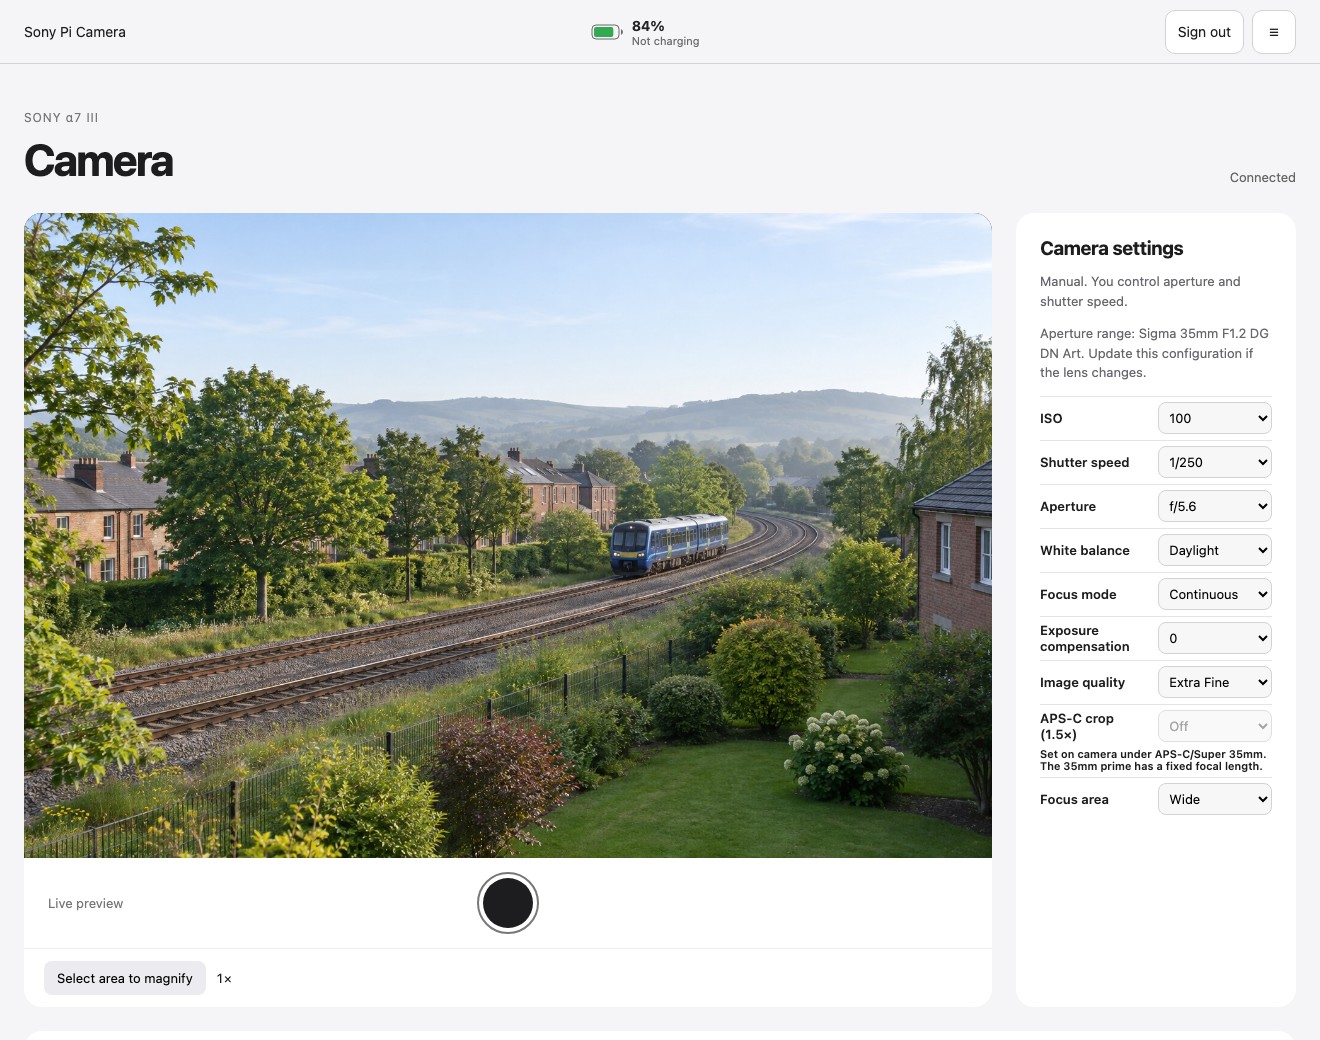 Sony Pi Camera
84%
Not charging
Sign out
≡
SONY α7 III
Camera
Connected
Camera settings
Manual. You control aperture and
shutter speed.
Aperture range: Sigma 35mm F1.2 DG
DN Art. Update this configuration if
the lens changes.
ISO 100
Shutter speed 1/250
Aperture f/5.6
White balance Daylight
Focus mode Continuous
Exposure
compensation 0
Image quality Extra Fine
APS-C crop
(1.5×) Off
Set on camera under APS-C/Super 35mm.
The 35mm prime has a fixed focal length.
Focus area Wide
Live preview
Select area to magnify 1×